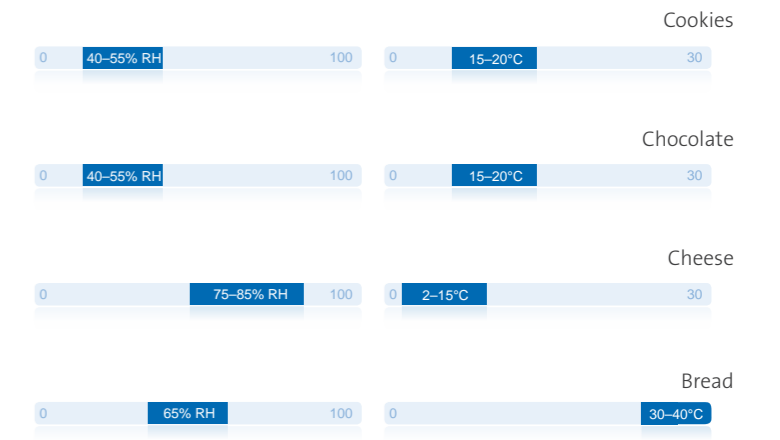 Cookies
0 40–55% RH 100 0 15–20°C 30
Chocolate
0 40–55% RH 100 0 15–20°C 30
Cheese
0 75–85% RH 100 0 2–15°C 30
Bread
0 65% RH 100 0 30–40°C